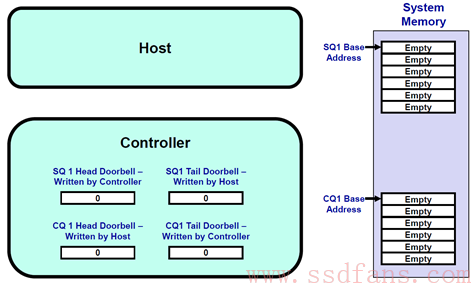 System
Memory
Host
SQ1 Base
Address
Empty
Empty
Empty
Empty
Empty
Empty
Controller
SQ 1 Head Doorbell –
Written by Controller
0
SQ1 Tail Doorbell –
Written by Host
0
CQ 1 Head Doorbell –
Written by Host
0
CQ1 Tail Doorbell –
Written by Controller
0
CQ1 Base
Address
Empty
Empty
Empty
Empty
Empty
Empty
www.ssdfans.com